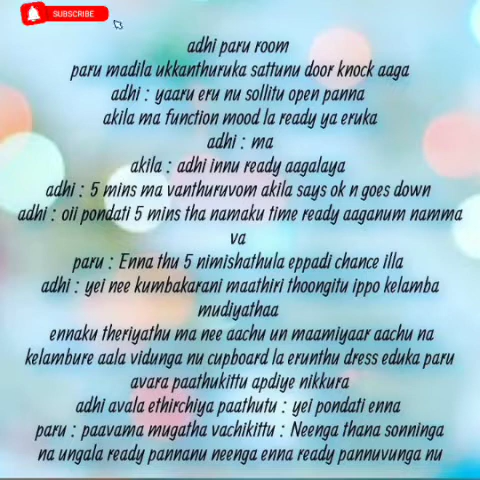 SUBSCRIBE
adhi paru room
paru madila ukkanthuruka sattunu door knock aaga
adhi : yaaru eru nu sollitu open panna
akila ma function mood la ready ya eruka
adhi : ma
akila : adhi innu ready aagalaya
adhi : 5 mins ma vanthuruvom akila says ok n goes down
adhi : oii pondati 5 mins tha namaku time ready aaganum namma
va
paru : Enna thu 5 nimishathula eppadi chance illa
adhi : yei nee kumbakarani maathiri thoongitu ippo kelamba
mudiyathaa
ennaku theriyathu ma nee aachu un maamiyaar aachu na
kelambure aala vidunga nu cupboard la erunthu dress eduka paru
avara paathukittu apdiye nikkura
adhi avala ethirchiya paathutu : yei pondati enna
paru : paavama mugatha vachikittu : Neenga thana sonninga
na ungala ready pannanu neenga enna ready pannuvunga nu